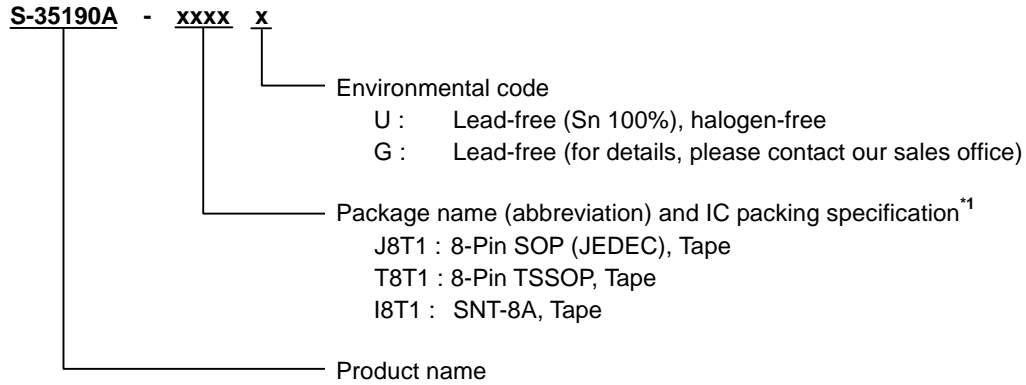 S-35190A - xxxx x
Environmental code
U : Lead-free (Sn 100%), halogen-free
G : Lead-free (for details, please contact our sales office)
Package name (abbreviation) and IC packing specification*1
J8T1 : 8-Pin SOP (JEDEC), Tape
T8T1 : 8-Pin TSSOP, Tape
I8T1 : SNT-8A, Tape
Product name